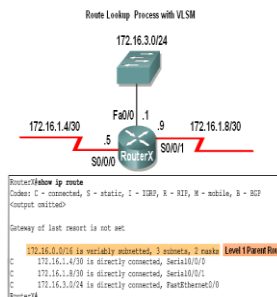 Route Lookup Process with VLSM
172.16.3.0/24
Fa0/0 .1
172.16.1.4/30 .5
.9 172.16.1.8/30
S0/0/0 RouterX S0/0/1
RouterX#show ip route
Codes: C - connected, S - static, I - IGRP, R - RIP, M - mobile, B - BGP
<output omitted>
Gateway of last resort is not set
172.16.0.0/16 is variably subnetted, 3 subnets, 2 masks Level 1 Parent Rou
C 172.16.1.4/30 is directly connected, Serial0/0/0
C 172.16.1.8/30 is directly connected, Serial0/0/1
C 172.16.3.0/24 is directly connected, FastEthernet0/0
RouterX#